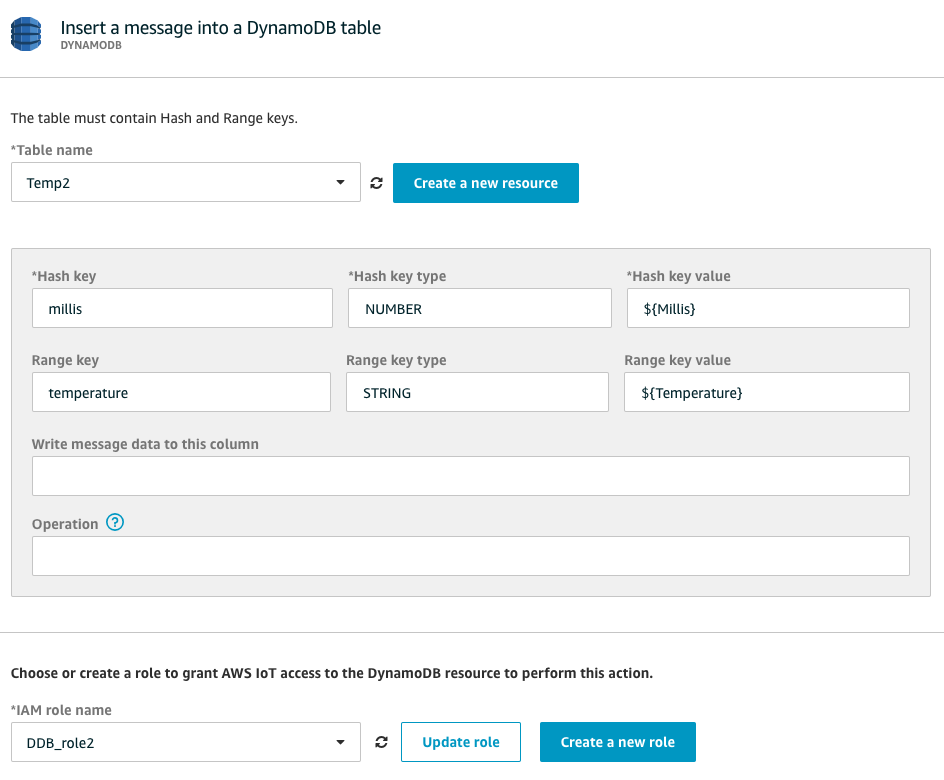 Insert a message into a DynamoDB table
DYNAMODB
The table must contain Hash and Range keys.
*Table name
Temp2
Create a new resource
*Hash key *Hash key type *Hash key value
millis NUMBER ${Millis}
Range key Range key type Range key value
temperature STRING ${Temperature}
Write message data to this column
Operation ?
Choose or create a role to grant AWS IoT access to the DynamoDB resource to perform this action.
*IAM role name
DDB_role2 Update role Create a new role